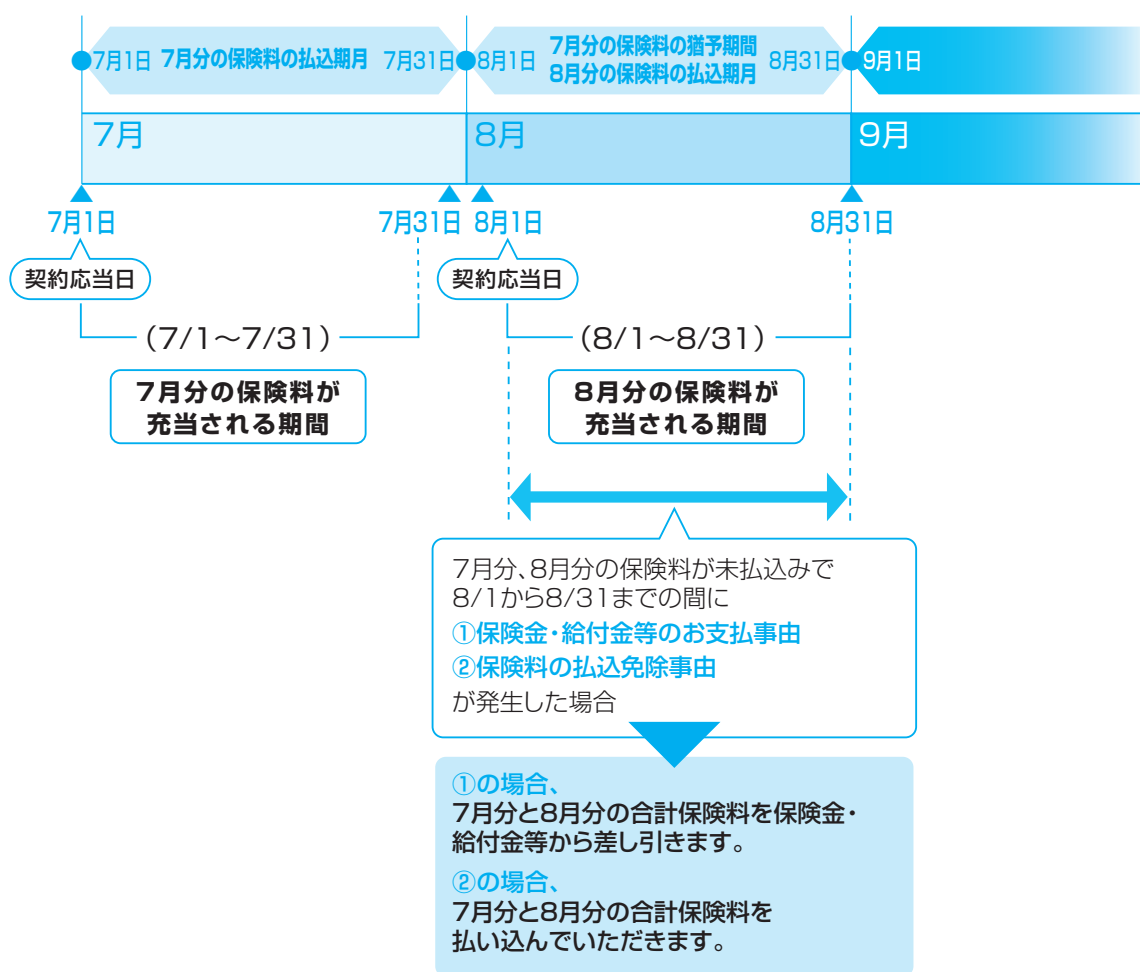 7月1日 7月分の保険料の払込期月 7月31日
8月1日 7月分の保険料の猶予期間
8月分の保険料の払込期月 8月31日
9月1日
7月
8月
9月
7月1日
7月31日
8月1日
8月31日
契約応当日
契約応当日
（7/1～7/31）
（8/1～8/31）
7月分の保険料が
充当される期間
8月分の保険料が
充当される期間
7月分、8月分の保険料が未払込みで
8/1から8/31までの間に
①保険金・給付金等のお支払事由
②保険料の払込免除事由
が発生した場合
①の場合、
7月分と8月分の合計保険料を保険金・
給付金等から差し引きます。
②の場合、
7月分と8月分の合計保険料を
払い込んでいただきます。